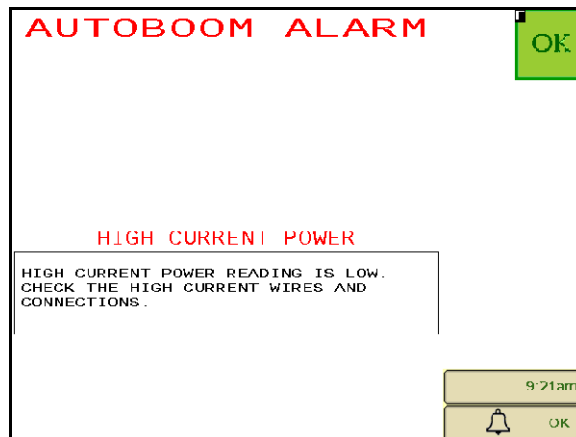 AUTOBOOM ALARM
OK
HIGH CURRENT POWER
HIGH CURRENT POWER READING IS LOW.
CHECK THE HIGH CURRENT WIRES AND
CONNECTIONS.
9:21am
OK